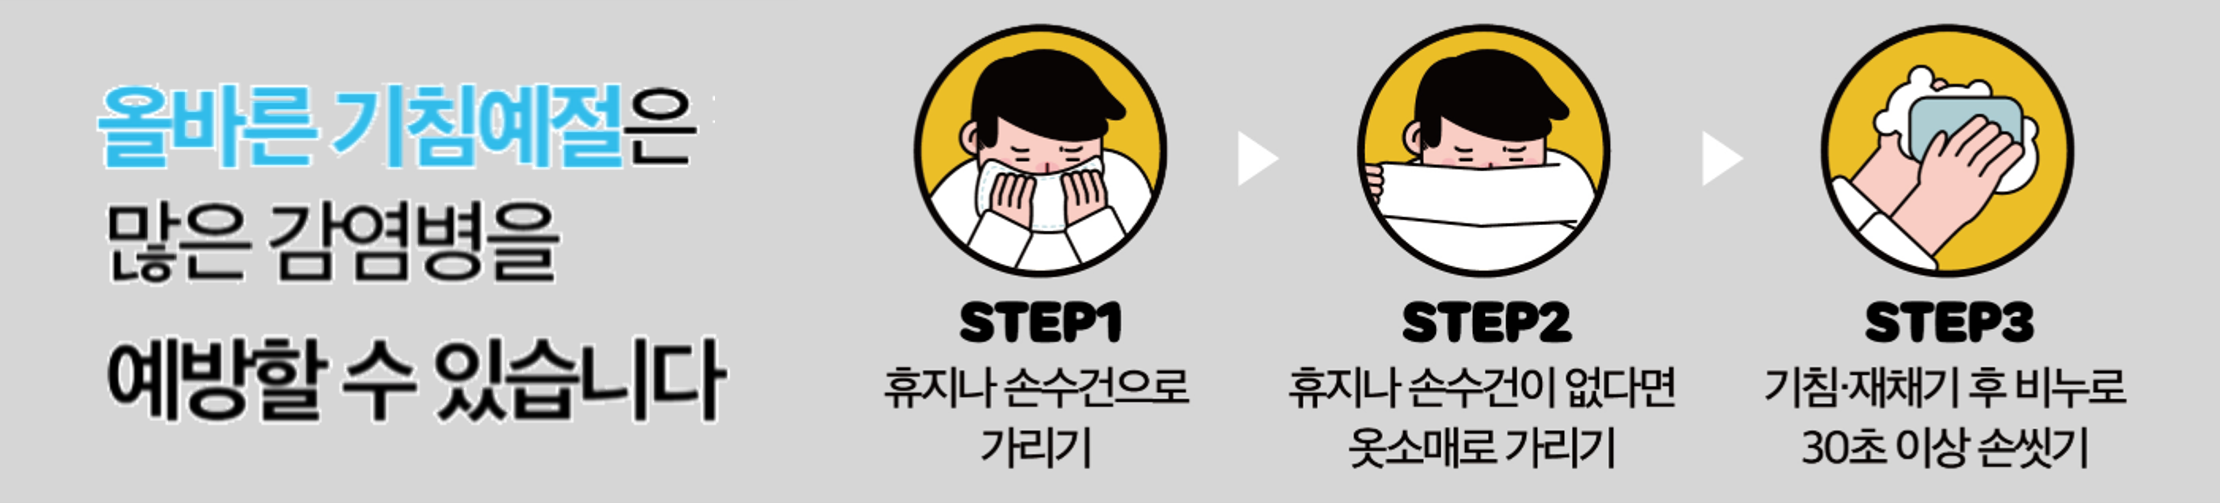 올바른 기침예절은
많은 감염병을
예방할 수 있습니다
STEP1
휴지나 손수건으로
가리기
STEP2
휴지나 손수건이 없다면
옷소매로 가리기
STEP3
기침·재채기 후 비누로
30초 이상 손씻기